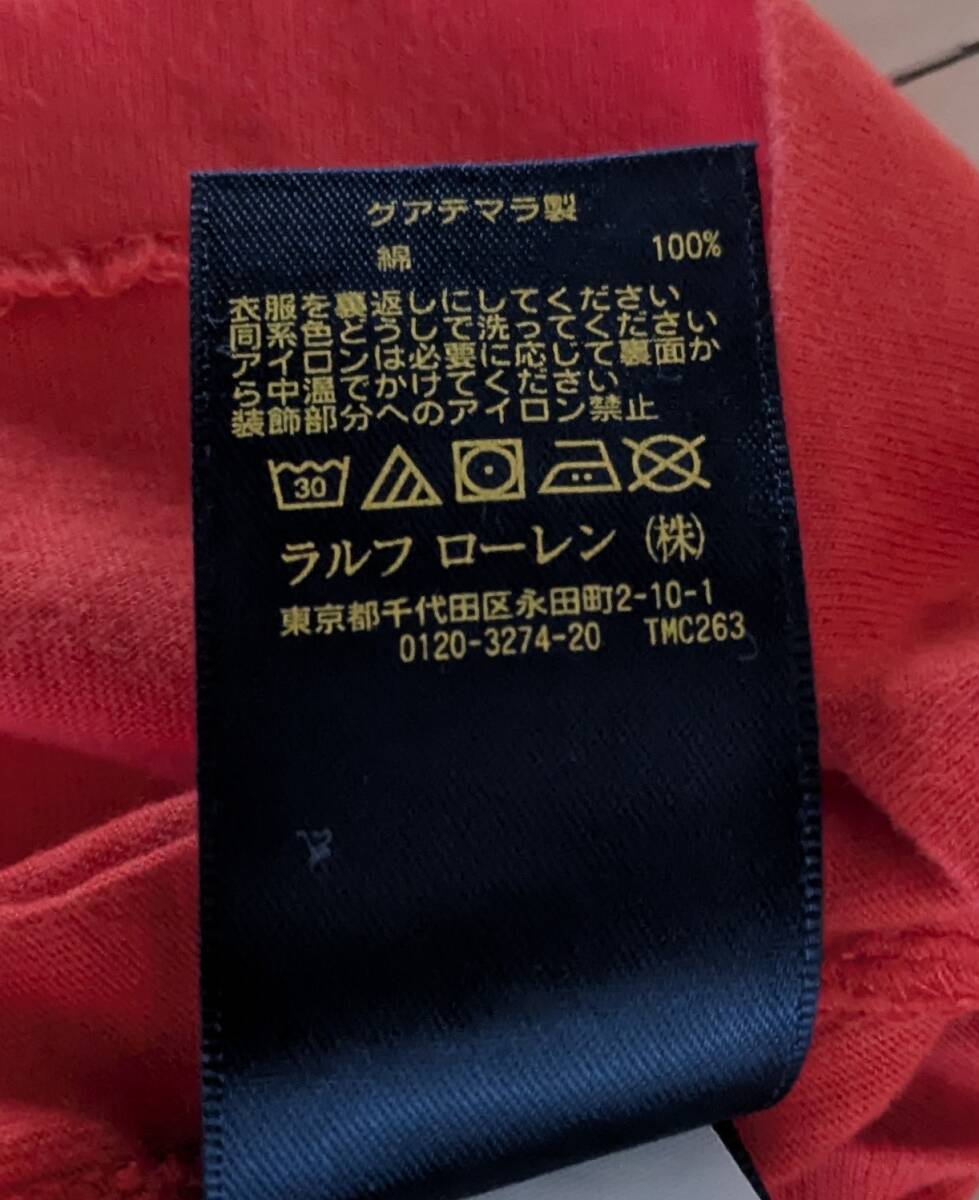 グアテマラ製
綿 100%
衣服を裏返しにしてください
同系色どうしで洗ってください
アイロンは必要に応じて裏面か
ら中温でかけてください
装飾部分へのアイロン禁止
30
ラルフ ローレン (株)
東京都千代田区永田町2-10-1
0120-3274-20 TMC263